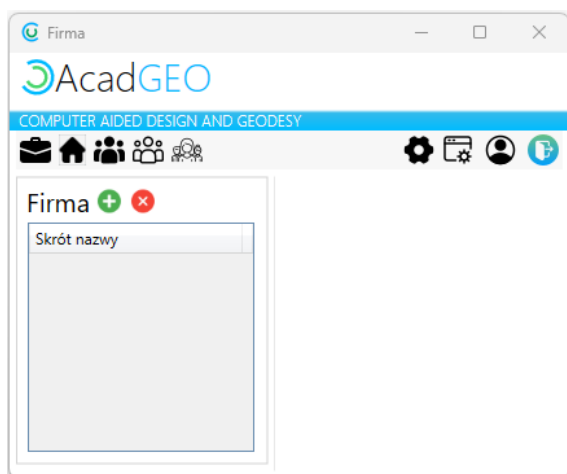 Firma
AcadGEO
COMPUTER AIDED DESIGN AND GEODESY
Firma
Skrót nazwy